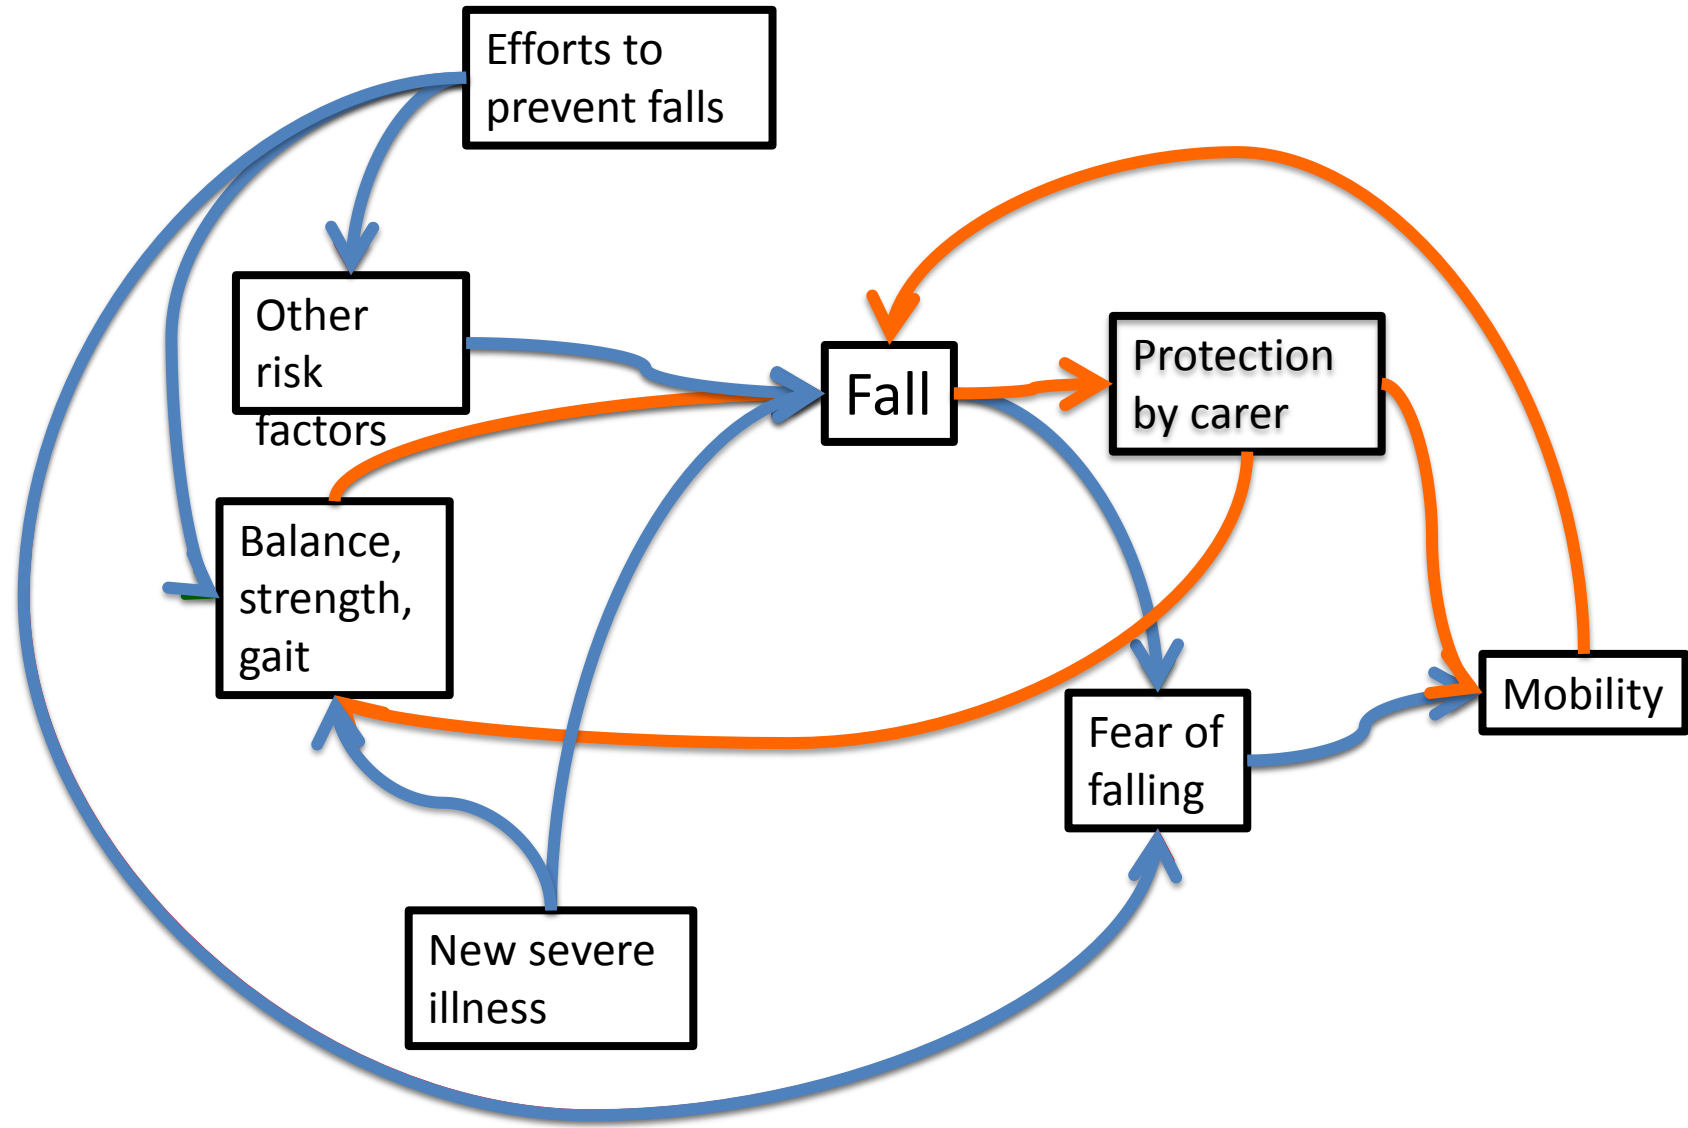 Efforts to
prevent falls
Other
risk
factors
Fall
Protection
by carer
Balance,
strength,
gait
Mobility
Fear of
falling
New severe
illness